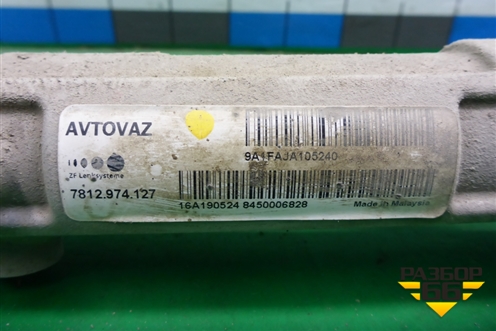 AVTOVAZ
9A1FAJA105240
ZF Lenksysteme
7812.974.127
16A190524 8450006828
Made in Malaysia
РАЗБОР
66